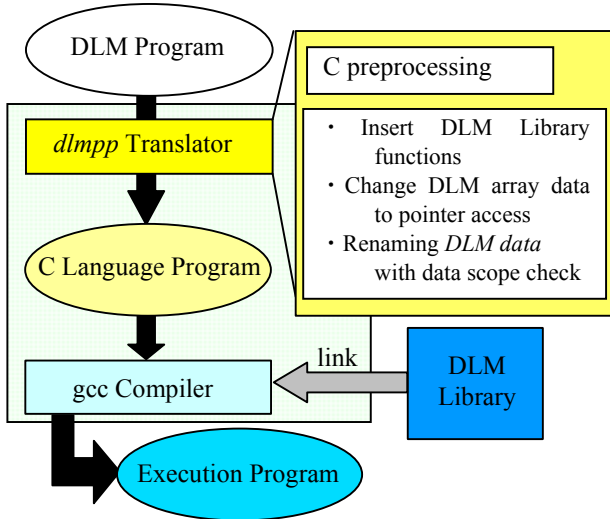 DLM Program
dlmpp Translator
C Language Program
gcc Compiler
Execution Program
C preprocessing
・ Insert DLM Library
functions
・ Change DLM array data
to pointer access
・ Renaming DLM data
with data scope check
link
DLM
Library